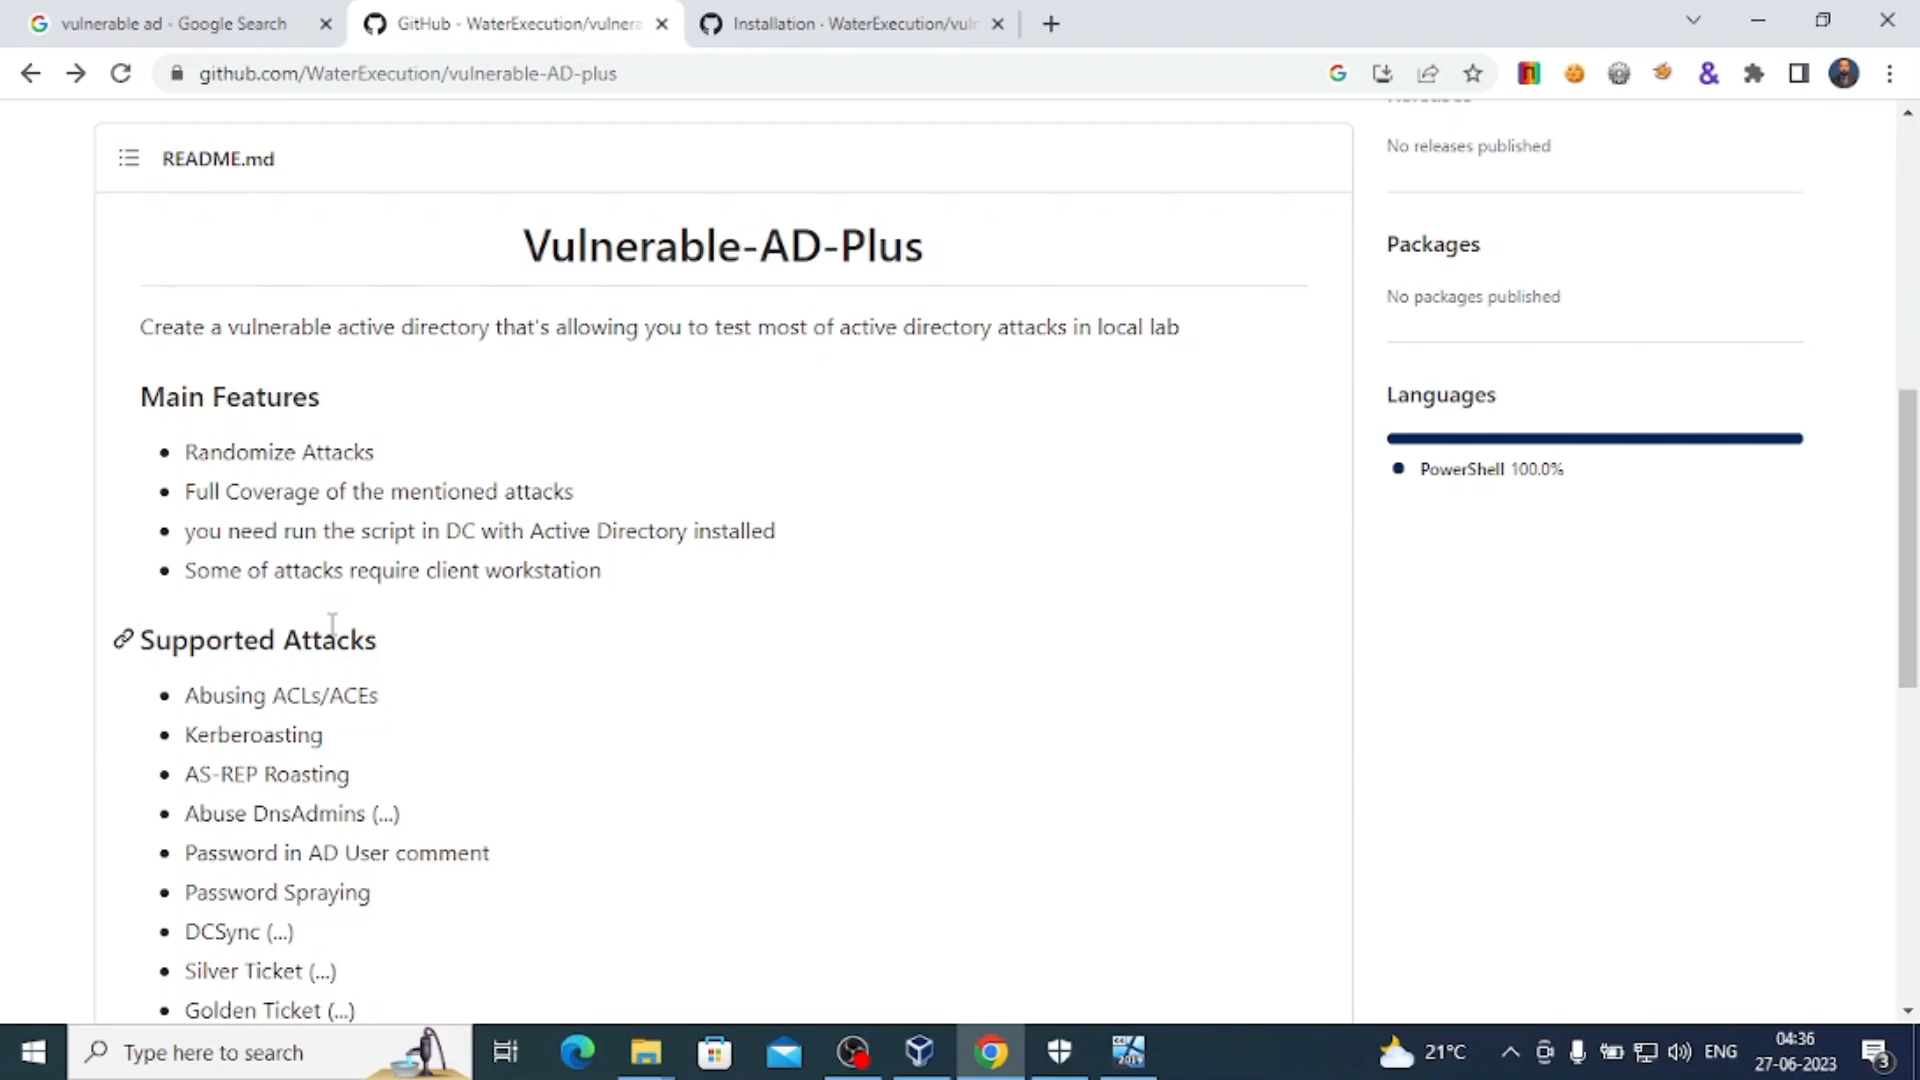 vulnerable ad - Google Search
GitHub - WaterExecution/vulnera
Installation · WaterExecution/vuln
github.com/WaterExecution/vulnerable-AD-plus
No releases published
README.md
Vulnerable-AD-Plus
Packages
No packages published
Create a vulnerable active directory that's allowing you to test most of active directory attacks in local lab
Main Features
Languages
Randomize Attacks
PowerShell 100.0%
Full Coverage of the mentioned attacks
you need run the script in DC with Active Directory installed
Some of attacks require client workstation
Supported Attacks
Abusing ACLs/ACEs
Kerberoasting
AS-REP Roasting
Abuse DnsAdmins (...)
Password in AD User comment
Password Spraying
DCSync (...)
Silver Ticket (...)
Golden Ticket (...)
Type here to search
21°C
ENG
04:36
27-06-2023
3